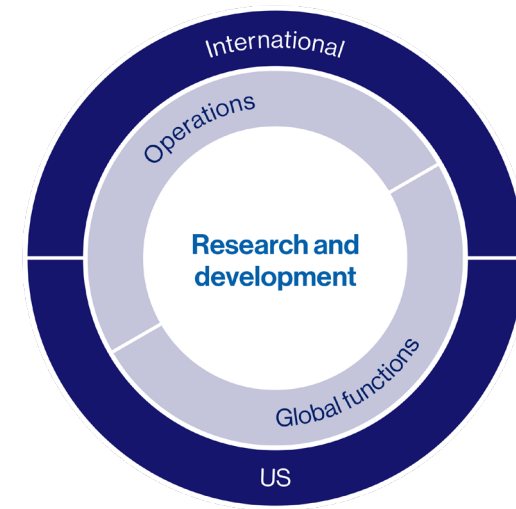 International
Operations
Research and
development
Global functions
US